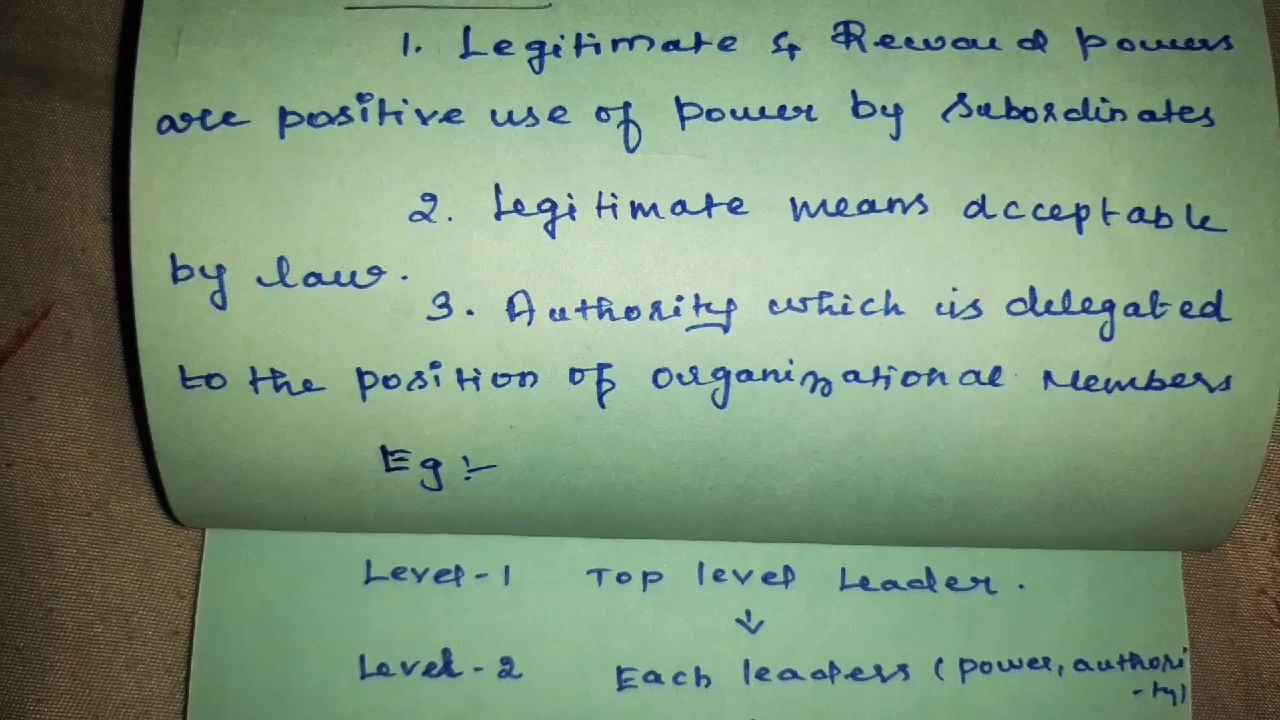 1. Legitimate & Reward powers
are positive use of power by subordinates
2. Legitimate means acceptable
by law.
3. Authority which is delegated
to the position of organizational Members
Eg :-
Level-1 Top level Leader.
↓
Level-2 Each leaders (power, authori
-ty)